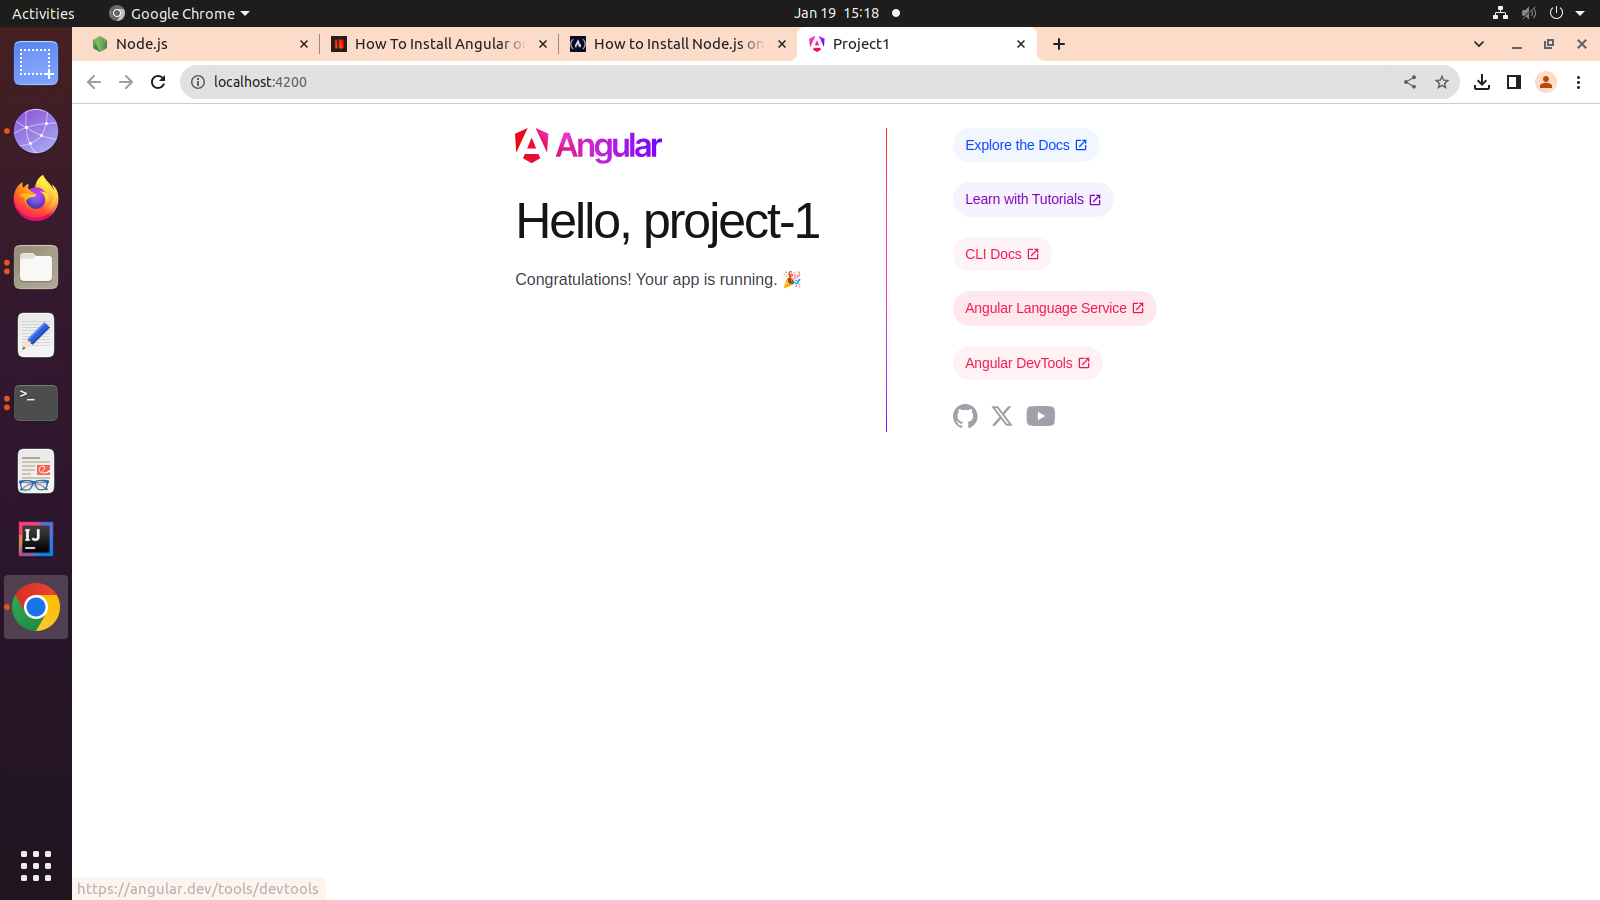 Activities
Google Chrome
Jan 19 15:18
Node.js
How To Install Angular o
How to Install Node.js on
Project1
localhost:4200
Angular
Hello, project-1
Congratulations! Your app is running. 🎉
Explore the Docs
Learn with Tutorials
CLI Docs
Angular Language Service
Angular DevTools
>_
IJ
https://angular.dev/tools/devtools